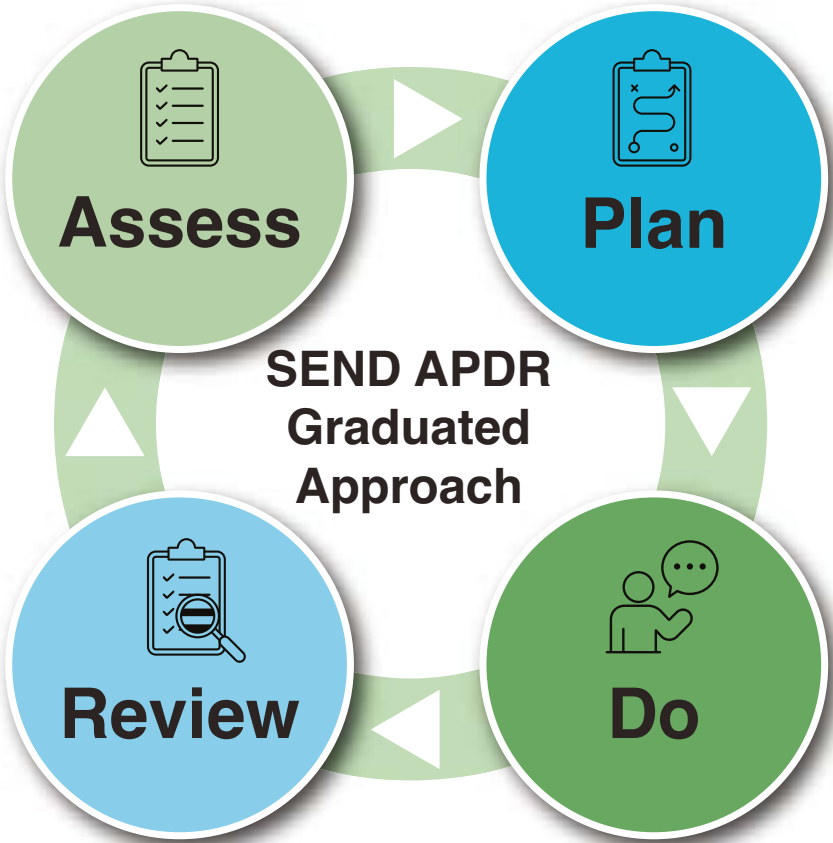 Assess
Plan
SEND APDR
Graduated
Approach
Review
Do